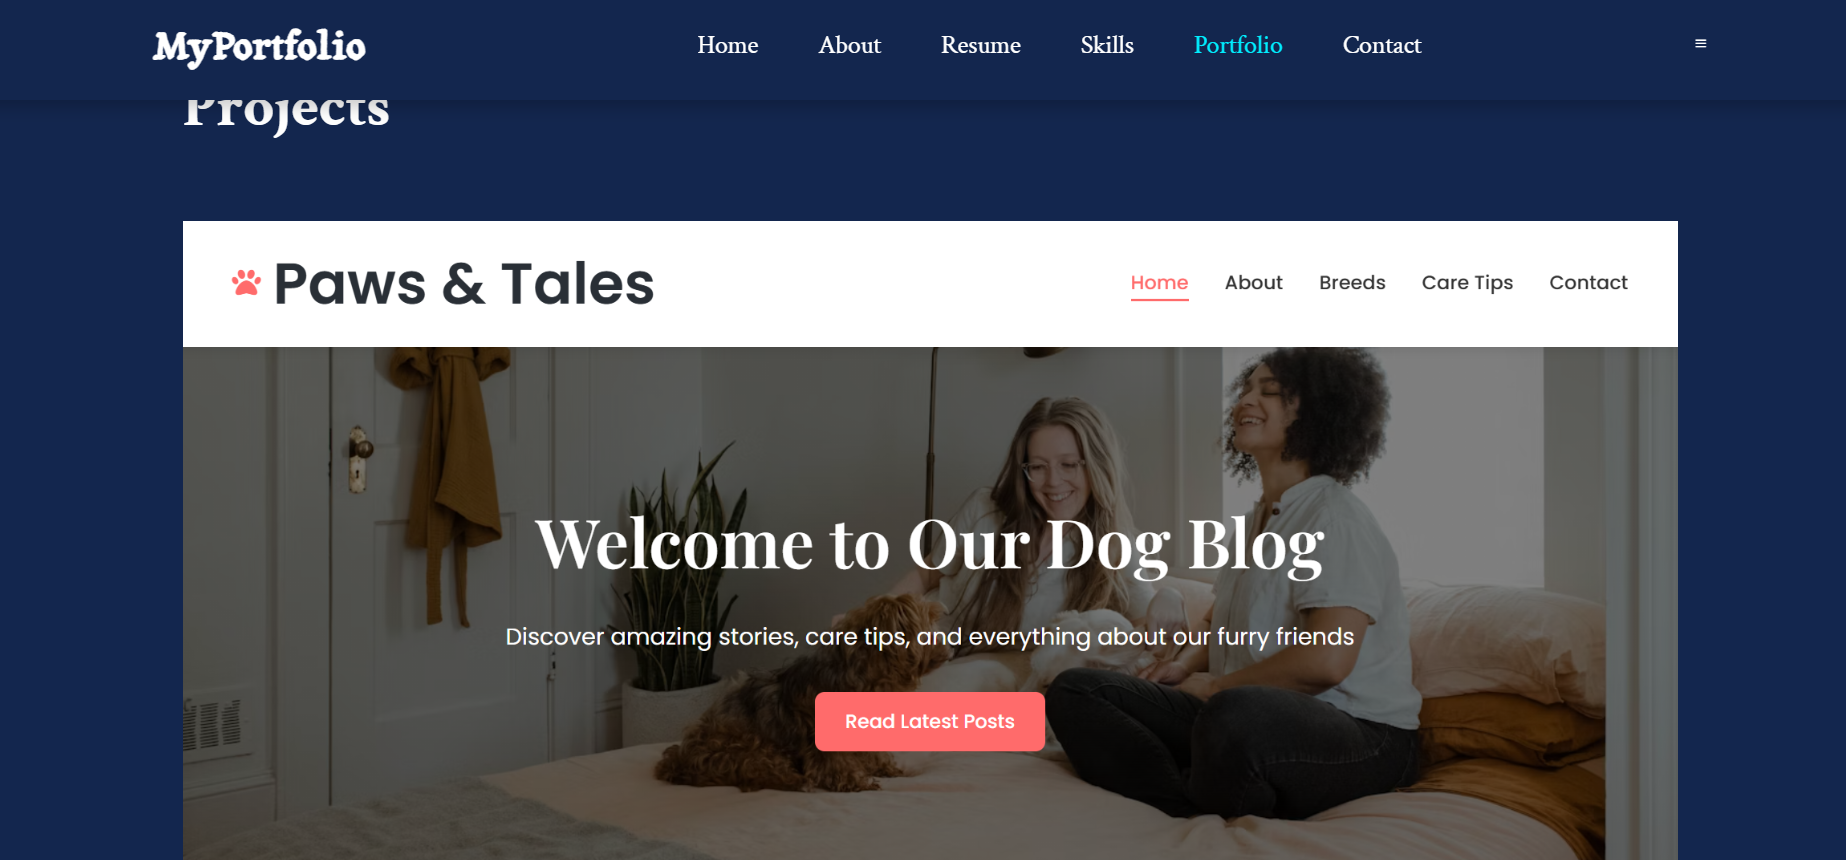 MyPortfolio Home About Resume Skills Portfolio Contact
Projects
Paws & Tales Home About Breeds Care Tips Contact
Welcome to Our Dog Blog
Discover amazing stories, care tips, and everything about our furry friends
Read Latest Posts